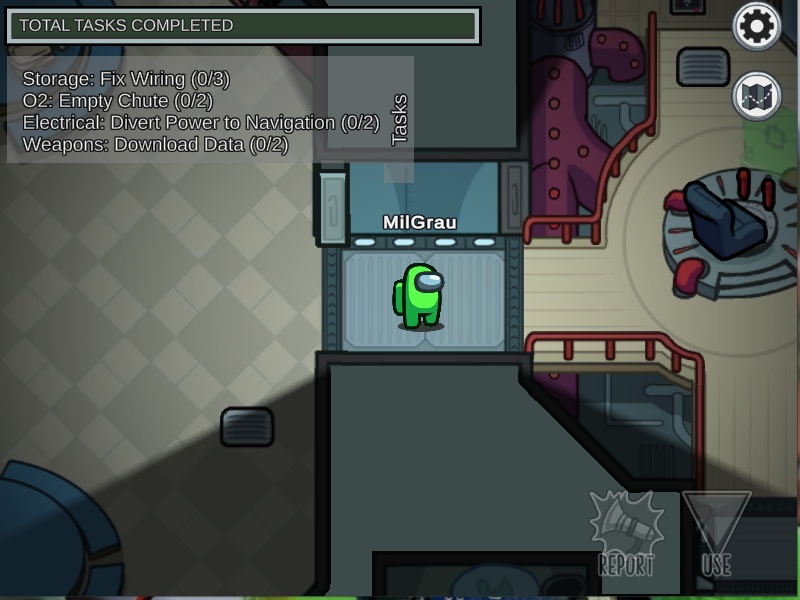 TOTAL TASKS COMPLETED
Storage: Fix Wiring (0/3)
O2: Empty Chute (0/2)
Electrical: Divert Power to Navigation (0/2)
Weapons: Download Data (0/2)
Tasks
MilGrau
REPORT
USE